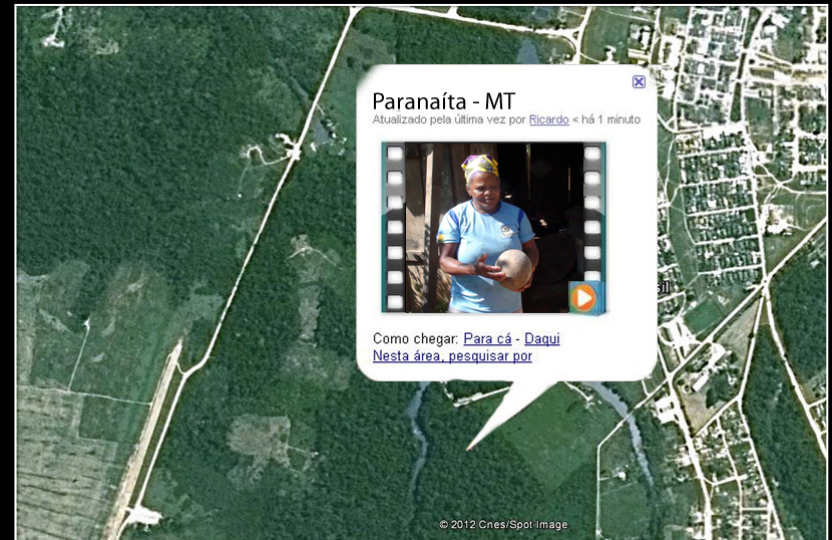 Paranaíta - MT
Atualizado pela última vez por Ricardo < há 1 minuto
Como chegar: Para cá - Daqui
Nesta área, pesquisar por
sil
© 2012 Cnes/Spot Image